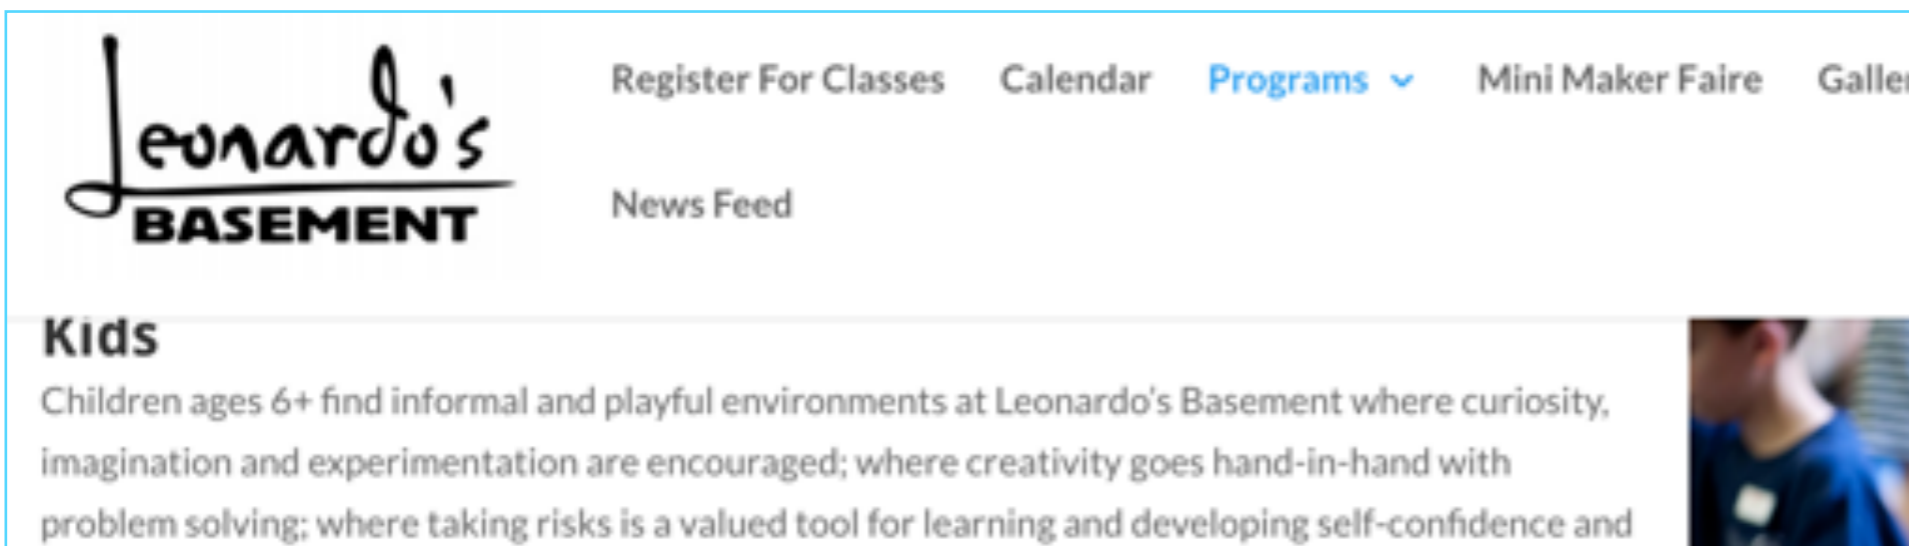 Leonardo's
BASEMENT
Register For Classes Calendar Programs Mini Maker Faire
News Feed
Kids
Children ages 6+ find informal and playful environments at Leonardo's Basement where curiosity,
imagination and experimentation are encouraged; where creativity goes hand-in-hand with
problem solving; where taking risks is a valued tool for learning and developing self-confidence and